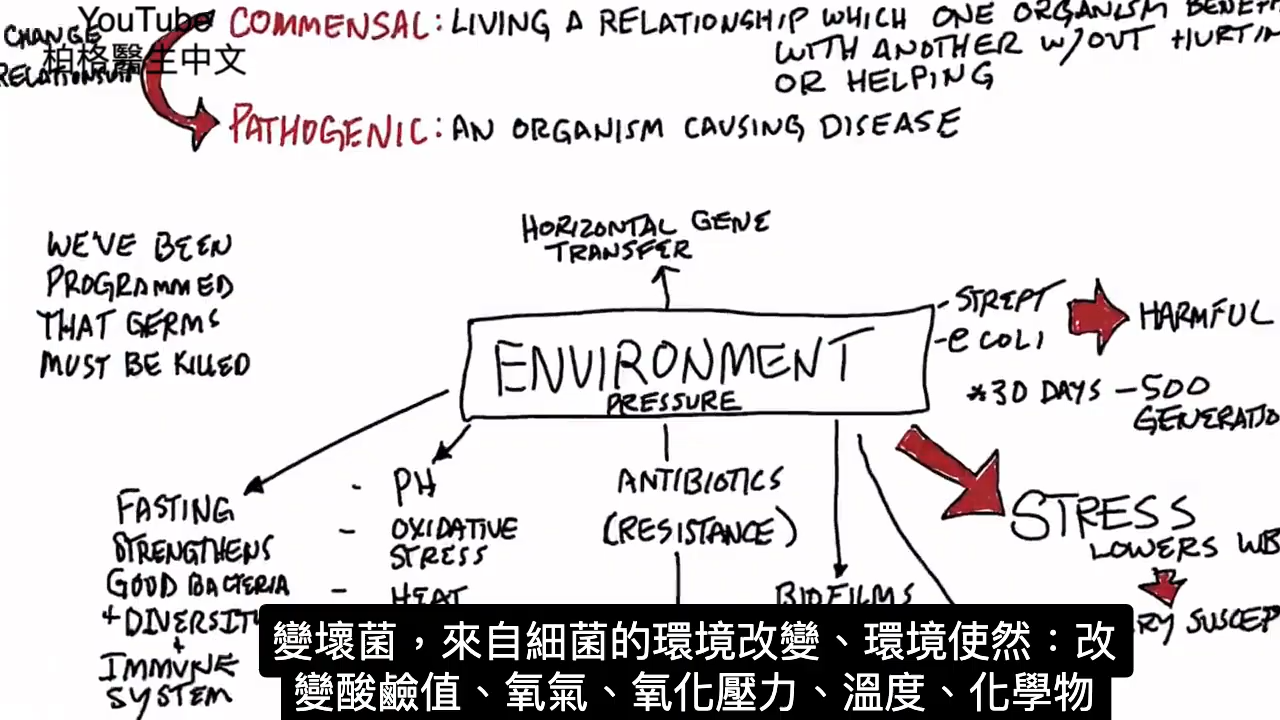 YouTube
柏格醫生中文
CHANGE
COMMENSAL: LIVING A RELATIONSHIP WHICH ONE ORGANISM
WITH ANOTHER W/OUT
OR HELPING
PATHOGENIC: AN ORGANISM CAUSING DISEASE
WE'VE BEEN
PROGRAMMED
THAT GERMS
MUST BE KILLED
HORIZONTAL GENE
TRANSFER
ENVIRONMENT
PRESSURE
- STREPT
- E COLI
HARMFUL
*30 DAYS - 500
FASTING
STRENGTHENS
GOOD BACTERIA
+ DIVERSITY
+
IMMUNE
SYSTEM
- PH
- OXIDATIVE
STRESS
- HEAT
ANTIBIOTICS
(RESISTANCE)
BIOFILMS
STRESS
LOWERS
變壞菌，來自細菌的環境改變、環境使然：改
變酸鹼值、氧氣、氧化壓力、溫度、化學物